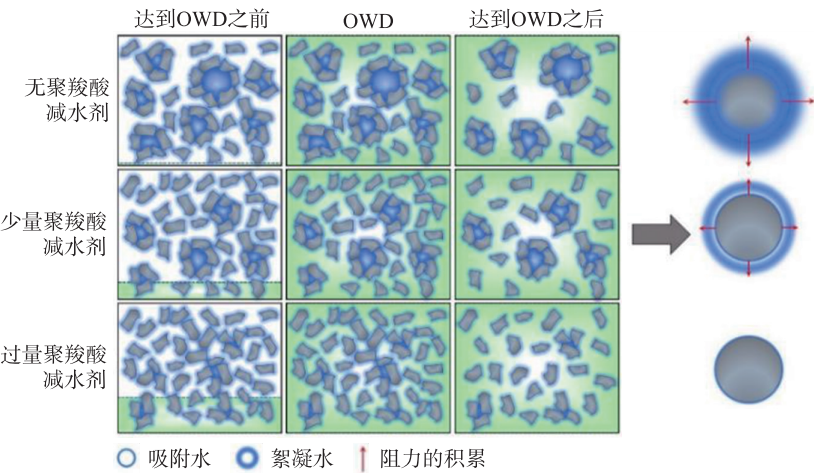 达到OWD之前
OWD
达到OWD之后
无聚羧酸
减水剂
少量聚羧酸
减水剂
过量聚羧酸
减水剂
吸附水
絮凝水
阻力的积累